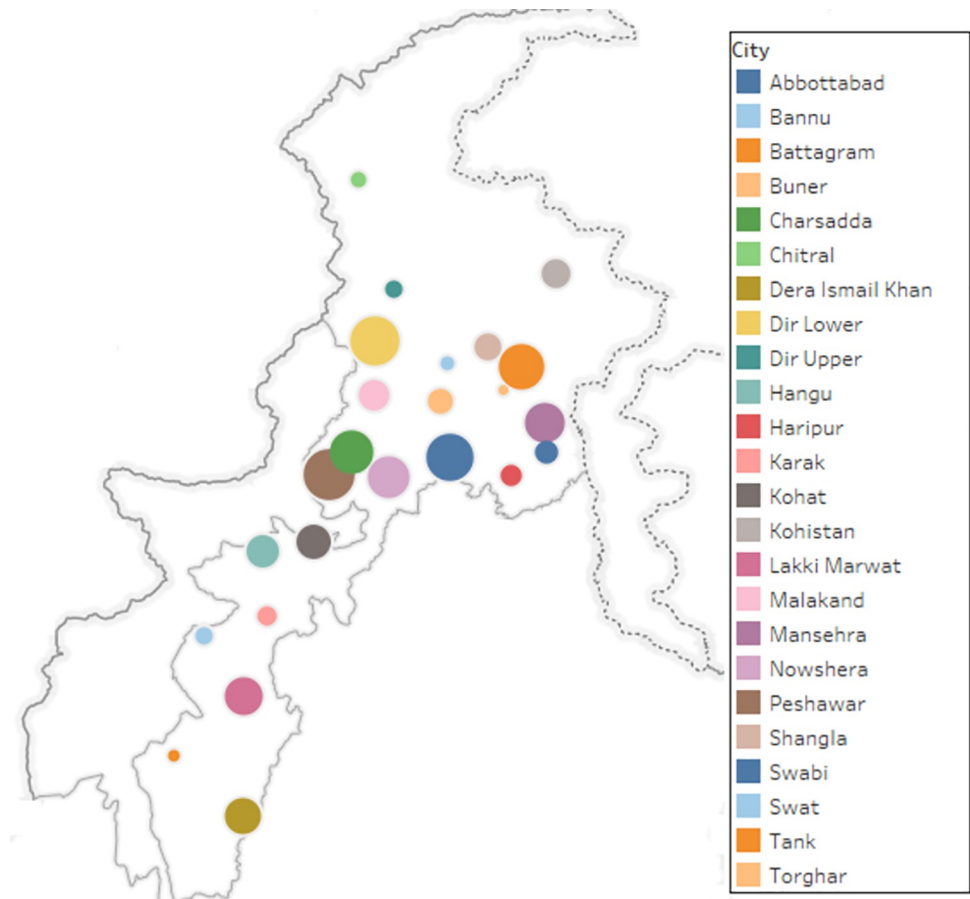 City
Abbottabad
Bannu
Battagram
Buner
Charsadda
Chitral
Dera Ismail Khan
Dir Lower
Dir Upper
Hangu
Haripur
Karak
Kohat
Kohistan
Lakki Marwat
Malakand
Mansehra
Nowshera
Peshawar
Shangla
Swabi
Swat
Tank
Torghar